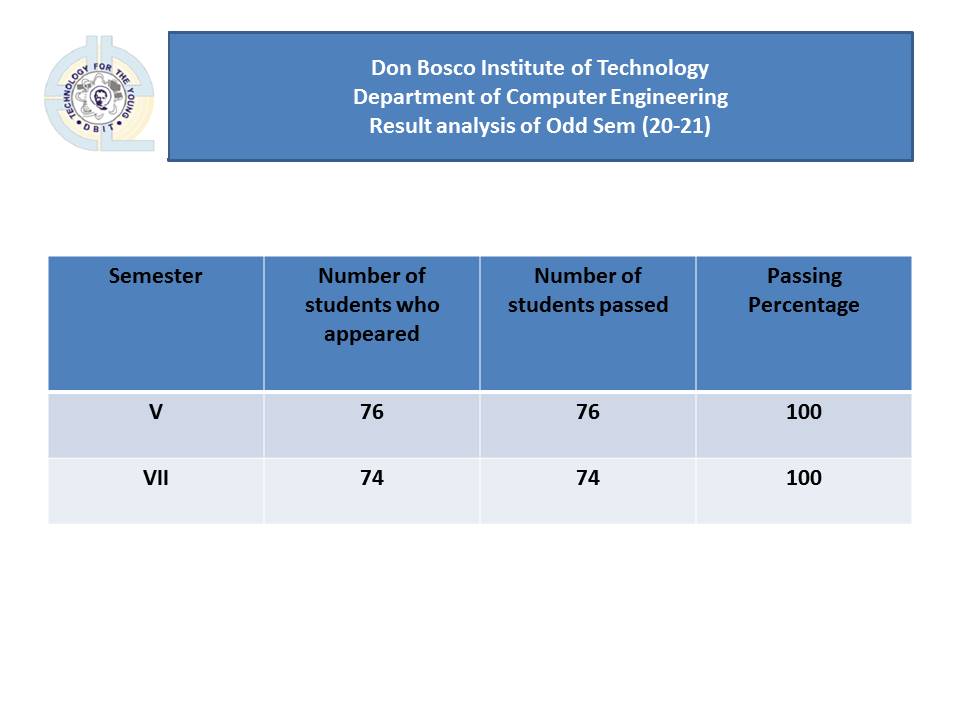 TECHNOLOGY FOR THE YOUNG
DBIT
Don Bosco Institute of Technology
Department of Computer Engineering
Result analysis of Odd Sem (20-21)
Semester
Number of
students who
appeared
Number of
students passed
Passing
Percentage
V 76 76 100
VII 74 74 100